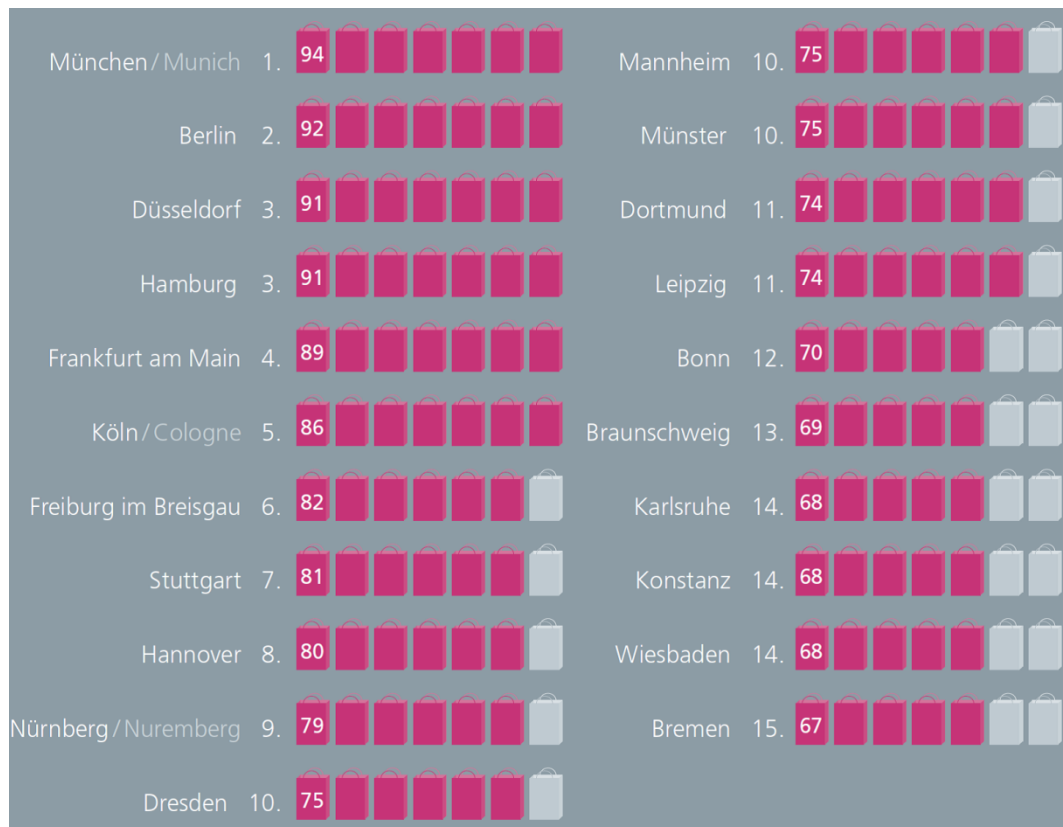 München/Munich 1. 94
Berlin 2. 92
Düsseldorf 3. 91
Hamburg 3. 91
Frankfurt am Main 4. 89
Köln/Cologne 5. 86
Freiburg im Breisgau 6. 82
Stuttgart 7. 81
Hannover 8. 80
Nürnberg/Nuremberg 9. 79
Dresden 10. 75
Mannheim 10. 75
Münster 10. 75
Dortmund 11. 74
Leipzig 11. 74
Bonn 12. 70
Braunschweig 13. 69
Karlsruhe 14. 68
Konstanz 14. 68
Wiesbaden 14. 68
Bremen 15. 67